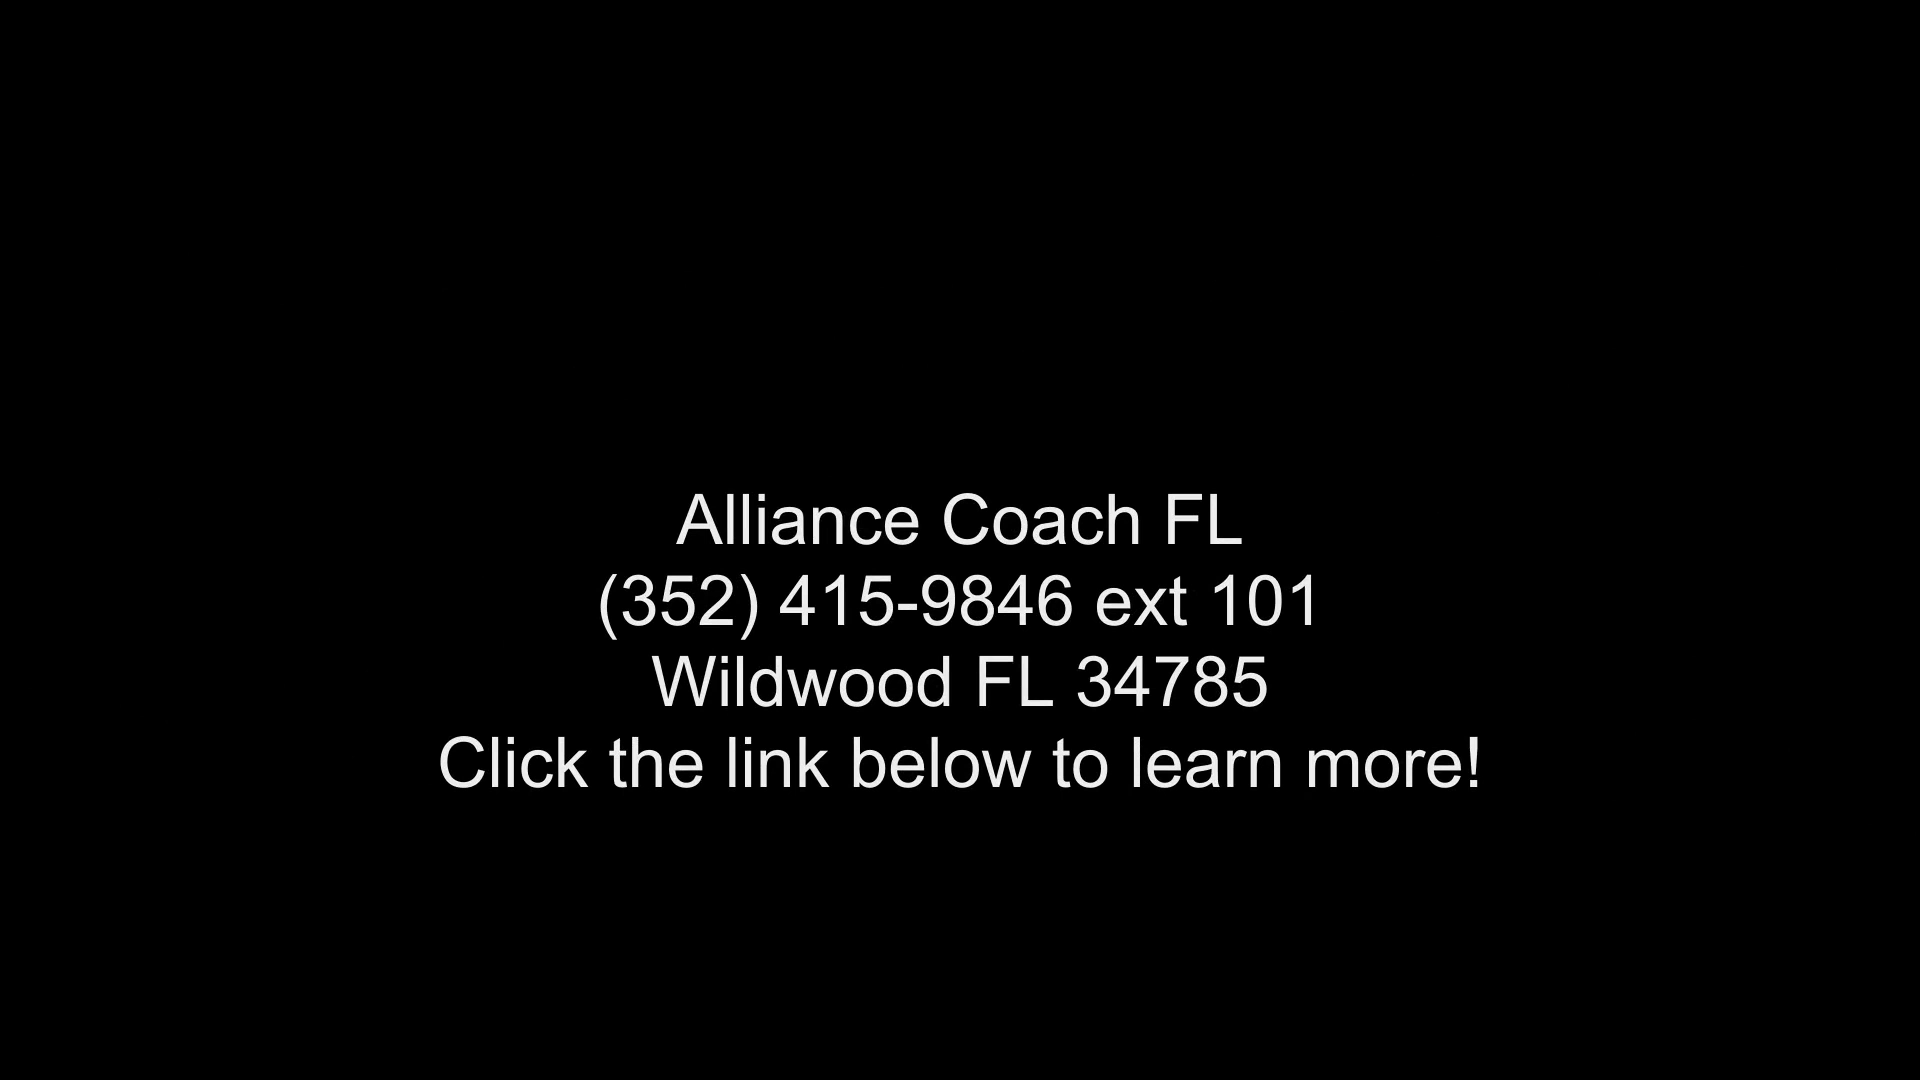 Alliance Coach FL
(352) 415-9846 ext 101
Wildwood FL 34785
Click the link below to learn more!